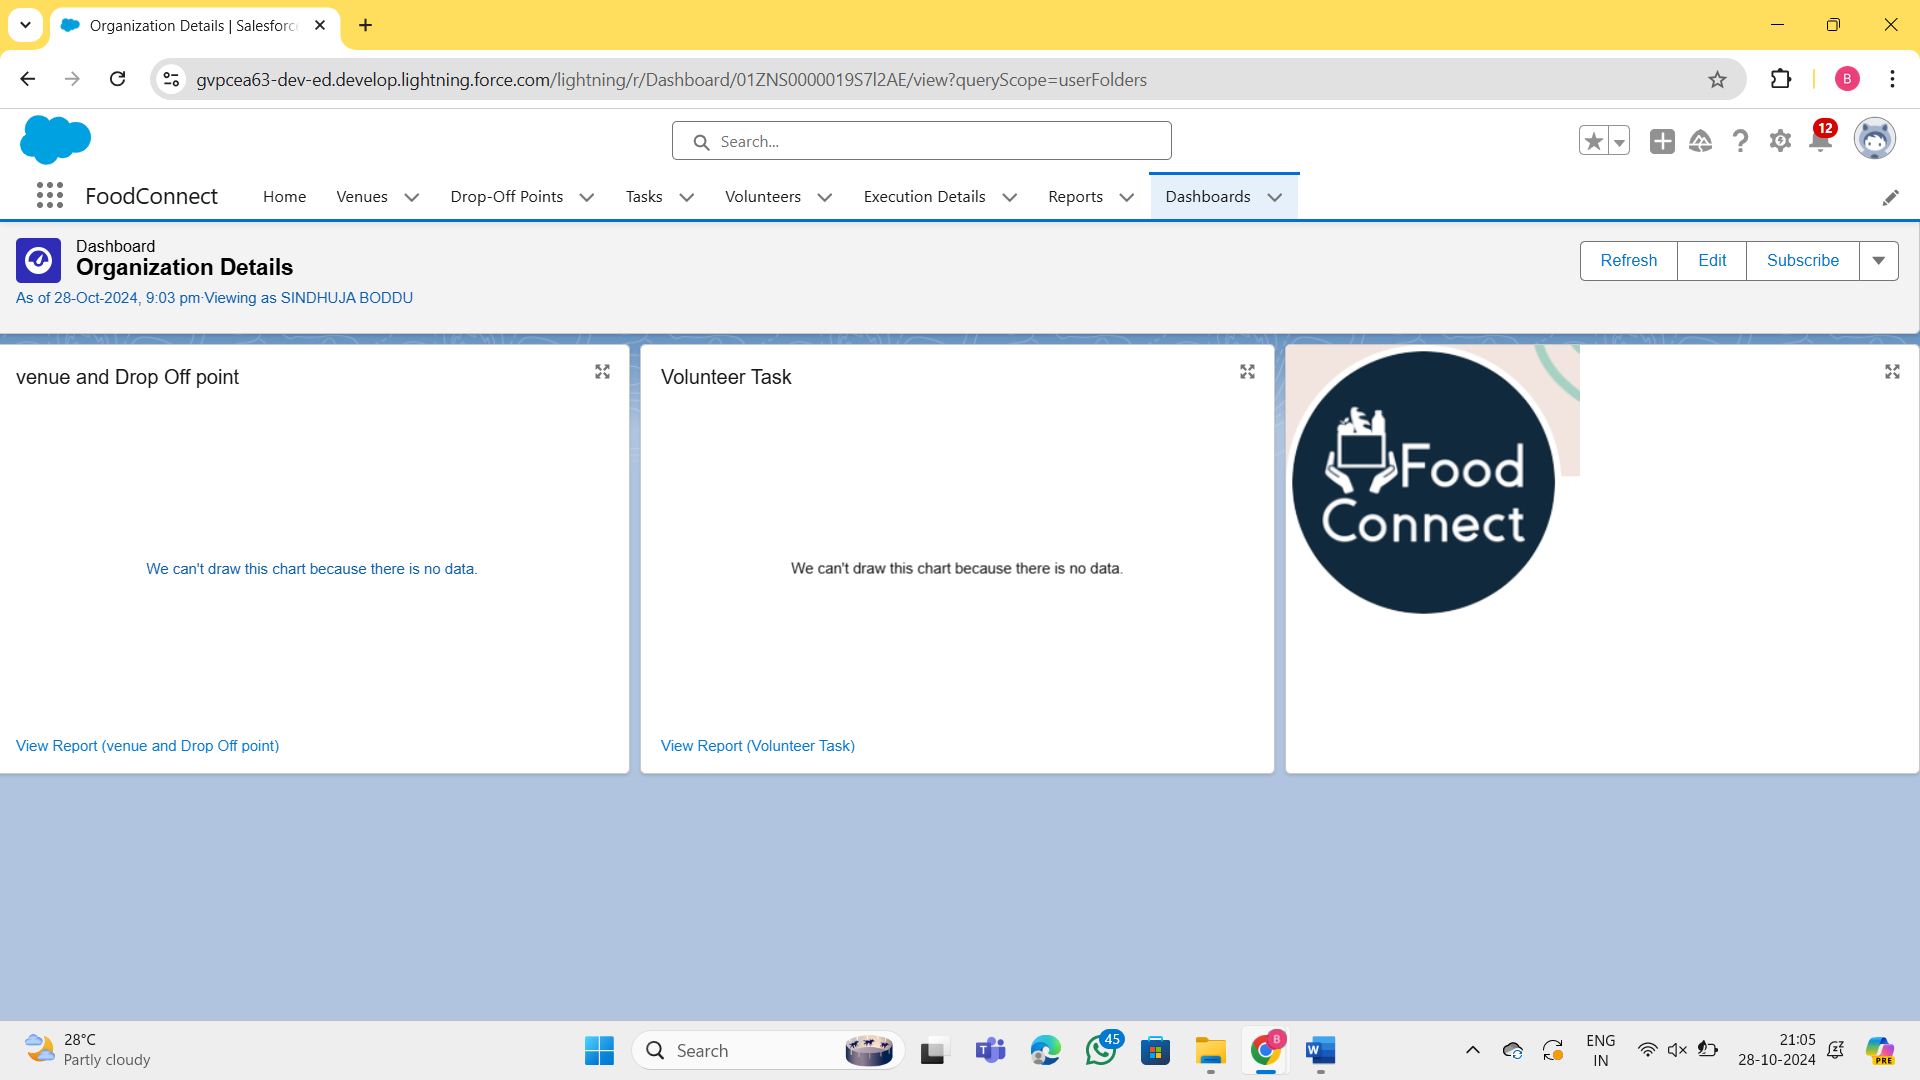 Organization Details | Salesforc
gvpcea63-dev-ed.develop.lightning.force.com/lightning/r/Dashboard/01ZNS0000019S7l2AE/view?queryScope=userFolders
B
Search...
12
FoodConnect
Home
Venues
Drop-Off Points
Tasks
Volunteers
Execution Details
Reports
Dashboards
Dashboard
Organization Details
As of 28-Oct-2024, 9:03 pm·Viewing as SINDHUJA BODDU
Refresh
Edit
Subscribe
venue and Drop Off point
We can't draw this chart because there is no data.
View Report (venue and Drop Off point)
Volunteer Task
We can't draw this chart because there is no data.
View Report (Volunteer Task)
Food
Connect
28°C
Partly cloudy
Search
45
B
W
ENG
IN
21:05
28-10-2024
PRE